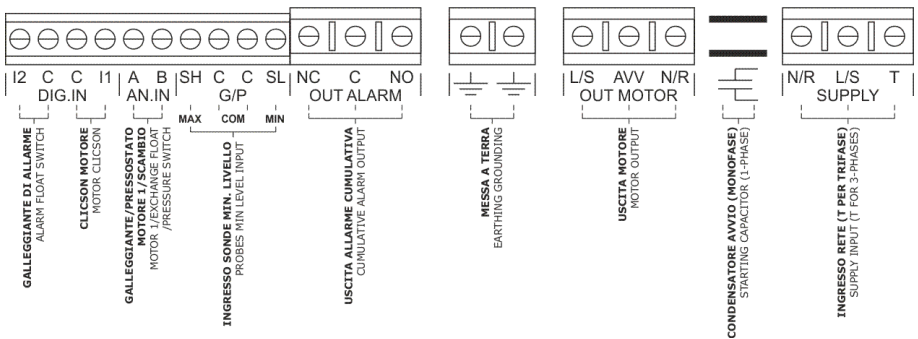 I2 C C I1 A B SH C C SL NC C NO L/S AVV N/R N/R L/S T
DIG.IN AN.IN G/P OUT ALARM OUT MOTOR SUPPLY
MAX COM MIN
GALLEGGIANTE DI ALLARME
ALARM FLOAT SWITCH
CLICSON MOTORE
MOTOR CLICSON
GALLEGGIANTE/PRESSOSTATO
MOTORE 1/SCAMBIO
MOTOR 1/EXCHANGE FLOAT
/PRESSURE SWITCH
INGRESSO SONDE MIN. LIVELLO
PROBES MIN LEVEL INPUT
USCITA ALLARME CUMULATIVA
CUMULATIVE ALARM OUTPUT
MESSA A TERRA
EARTHING GROUNDING
USCITA MOTORE
MOTOR OUTPUT
CONDENSATORE AVVIO (MONOFASE)
STARTING CAPACITOR (1-PHASE)
INGRESSO RETE (T PER TRIFASE)
SUPPLY INPUT (T FOR 3-PHASES)